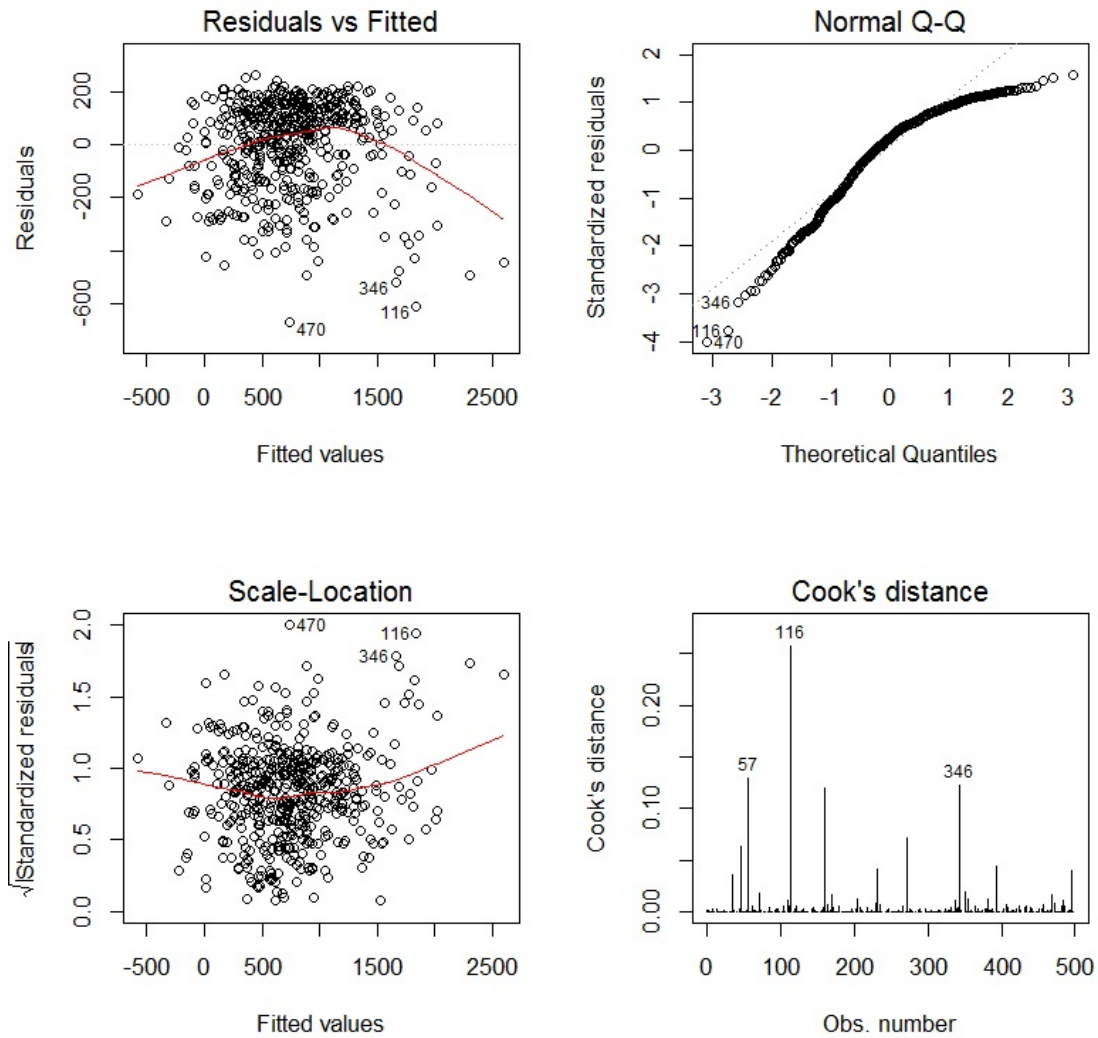 Residuals vs Fitted
Residuals
200
0
-200
-600
346
116
470
-500 0 500 1500 2500
Fitted values
Normal Q-Q
Standardized residuals
2
1
0
-1
-2
-3
-4
346
116
470
-3 -2 -1 0 1 2 3
Theoretical Quantiles
Scale-Location
√|Standardized residuals|
2.0
1.5
1.0
0.5
0.0
470
116
346
-500 0 500 1500 2500
Fitted values
Cook's distance
Cook's distance
0.20
0.10
0.00
116
57
346
0 100 200 300 400 500
Obs. number